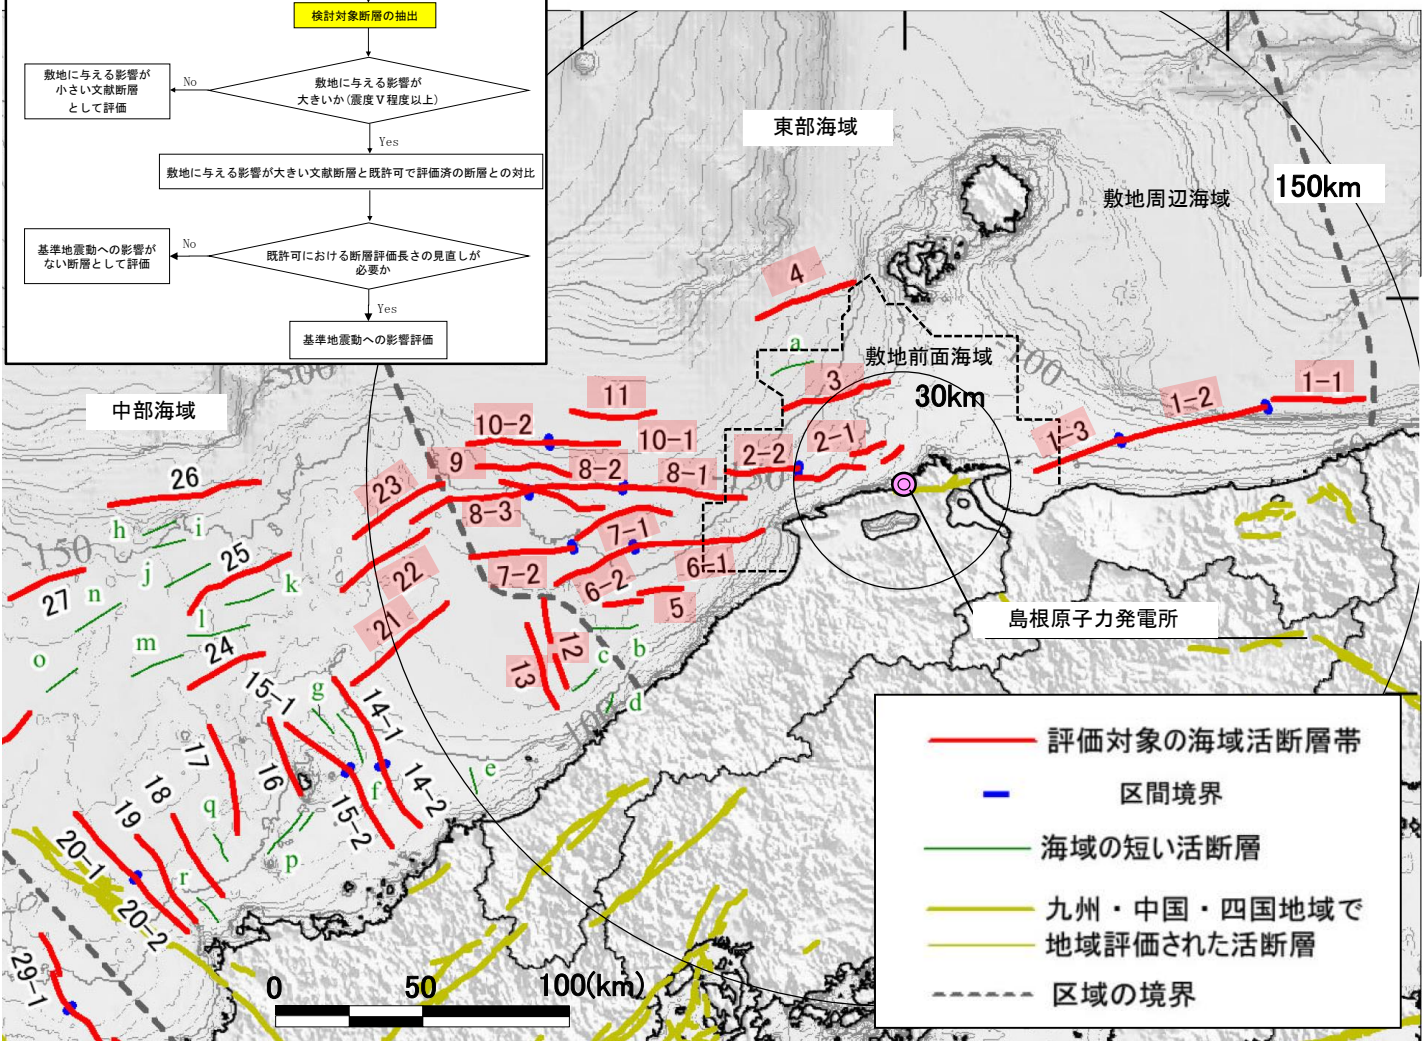 検討対象断層の抽出
敷地に与える影響が
大きいか(震度Ⅴ程度以上)
No
敷地に与える影響が
小さい文献断層
として評価
Yes
敷地に与える影響が大きい文献断層と既許可で評価済の断層との対比
既許可における断層評価長さの見直しが
必要か
No
基準地震動への影響が
ない断層として評価
Yes
基準地震動への影響評価
東部海域
敷地周辺海域
150km
4
a
敷地前面海域
30km
100
300
中部海域
3
1-1
1-2
1-3
11
10-2
10-1
2-1
2-2
150
9
8-2
8-1
8-3
23
26
h
i
150
25
j
k
22
7-1
7-2
6-1
6-2
5
27
n
l
m
24
o
21
12
13
b
c
d
100
島根原子力発電所
15-1
g
14-1
17
16
f
14-2
15-2
e
18
19
q
p
r
20-1
20-2
29-1
0
50
100(km)
評価対象の海域活断層帯
区間境界
海域の短い活断層
九州・中国・四国地域で
地域評価された活断層
区域の境界